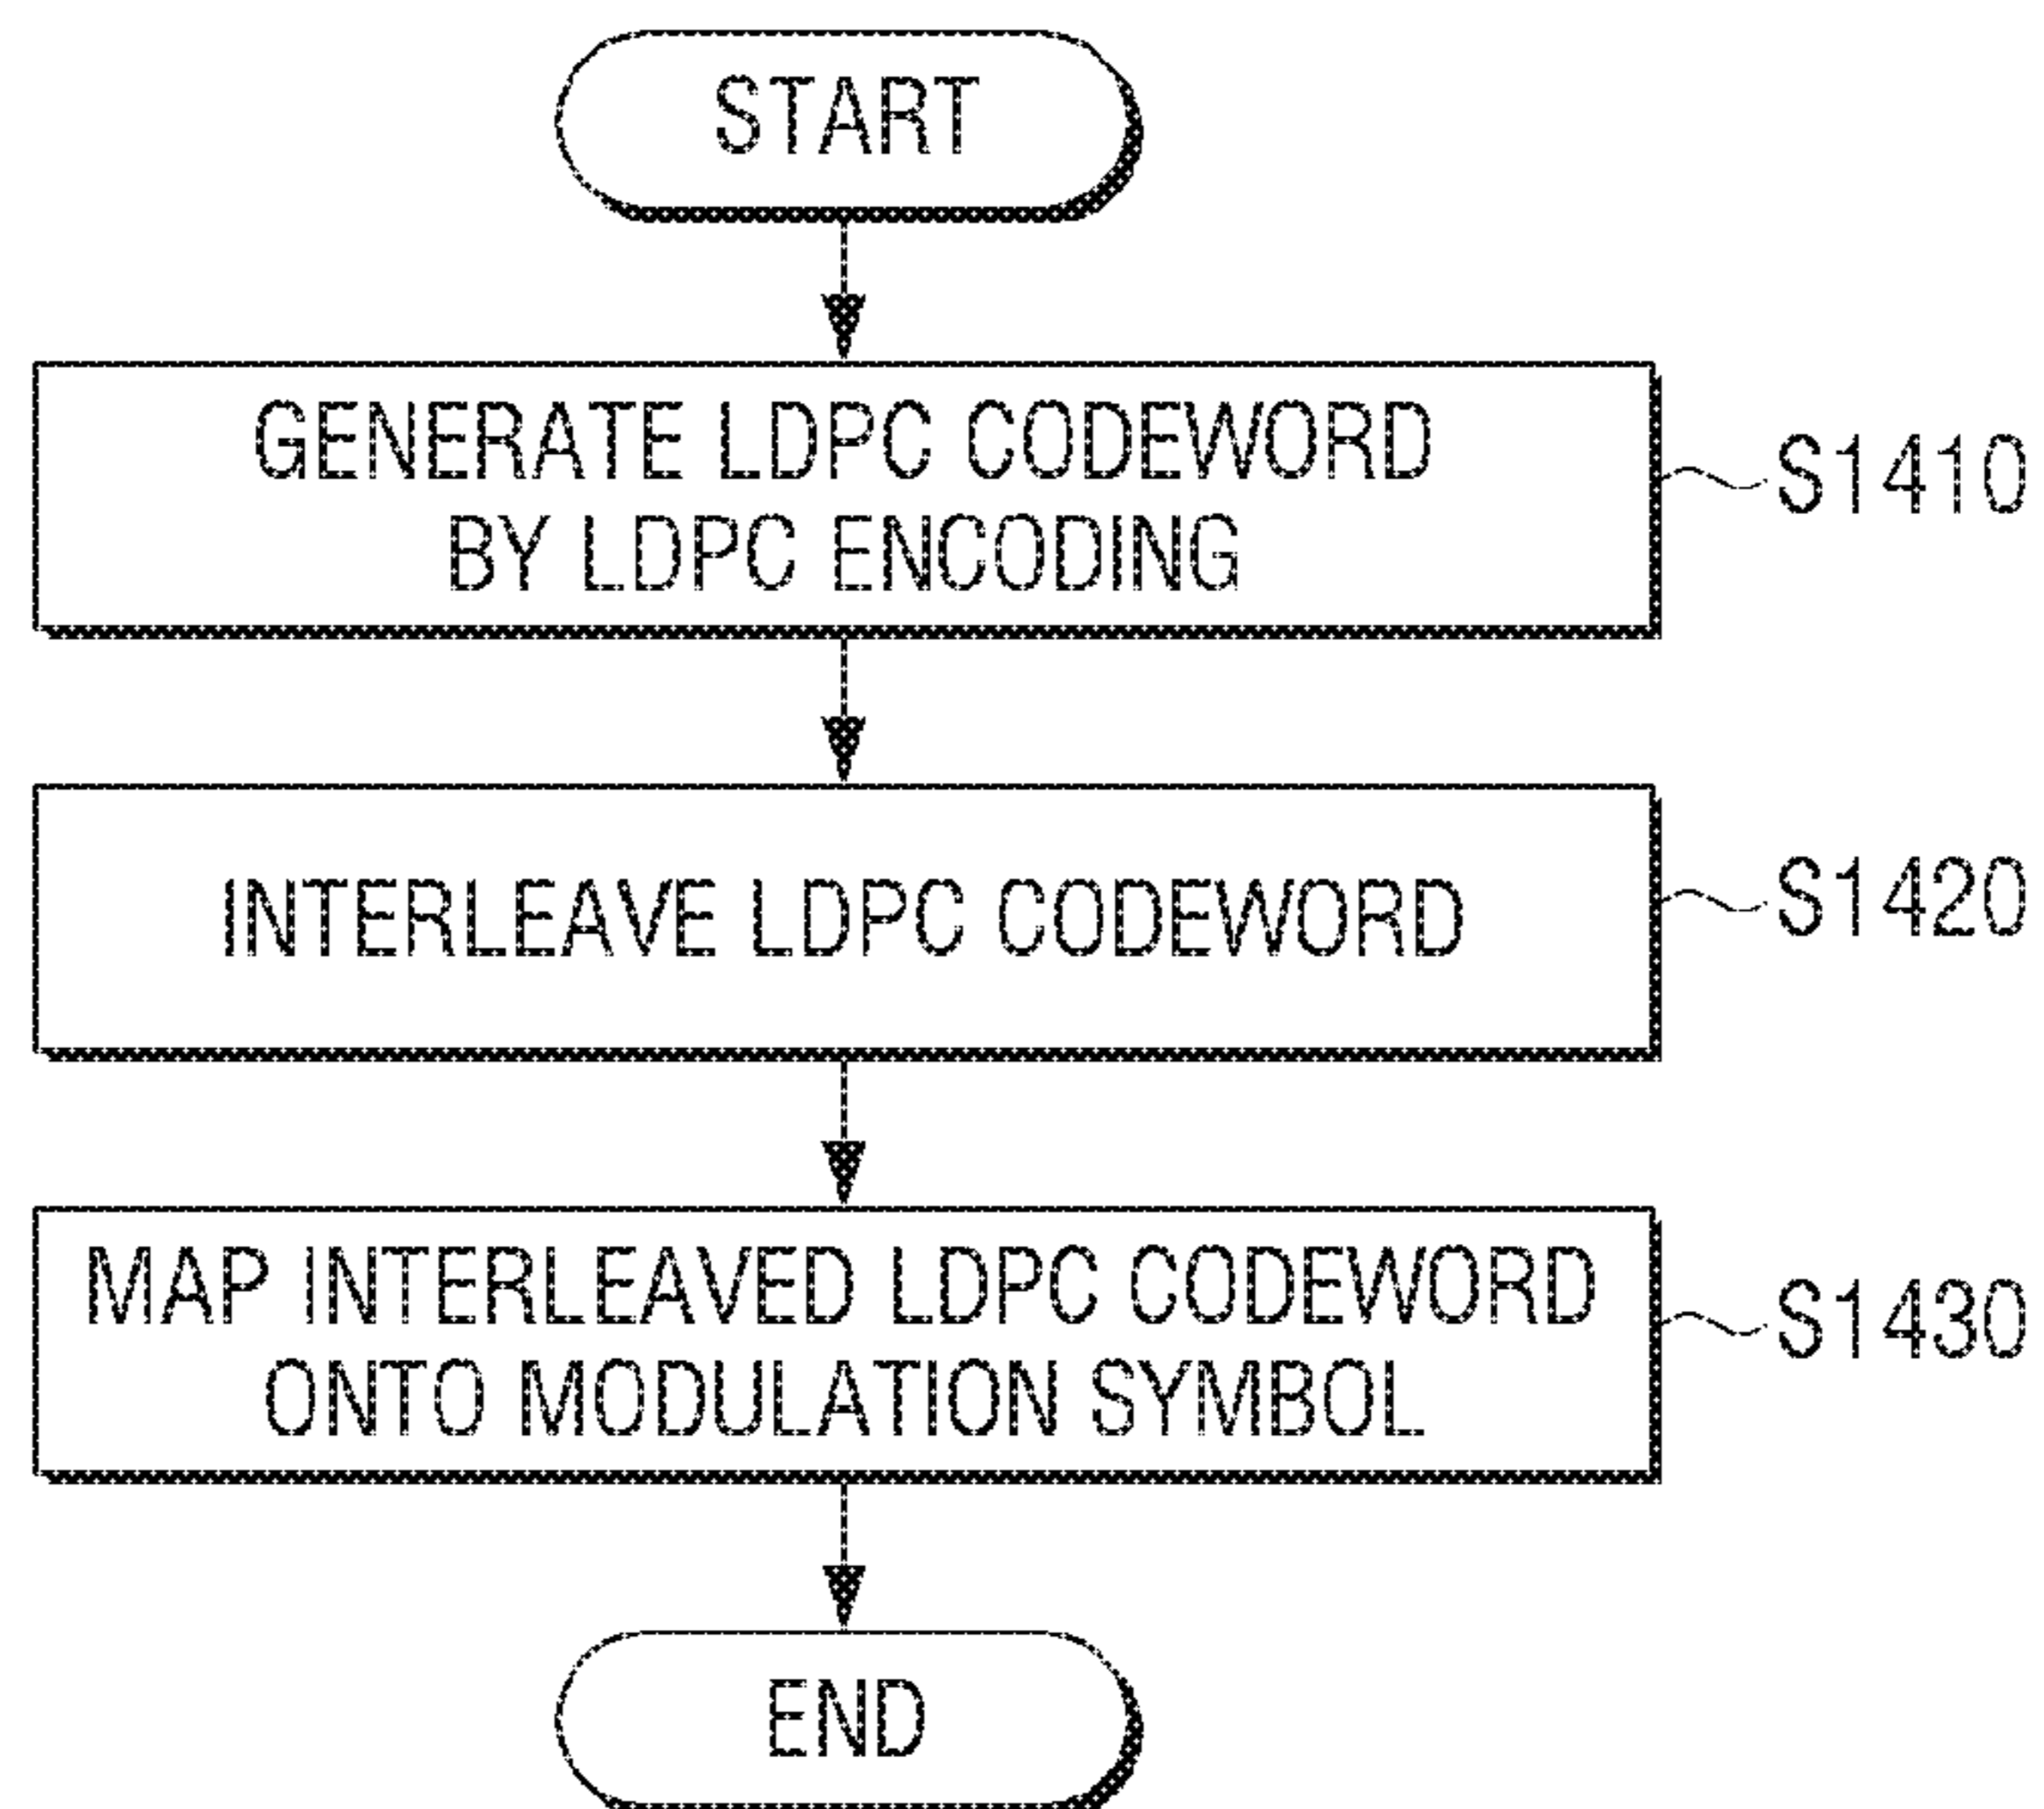 START
GENERATE LDPC CODEWORD
BY LDPC ENCODING
S1410
INTERLEAVE LDPC CODEWORD
S1420
MAP INTERLEAVED LDPC CODEWORD
ONTO MODULATION SYMBOL
S1430
END